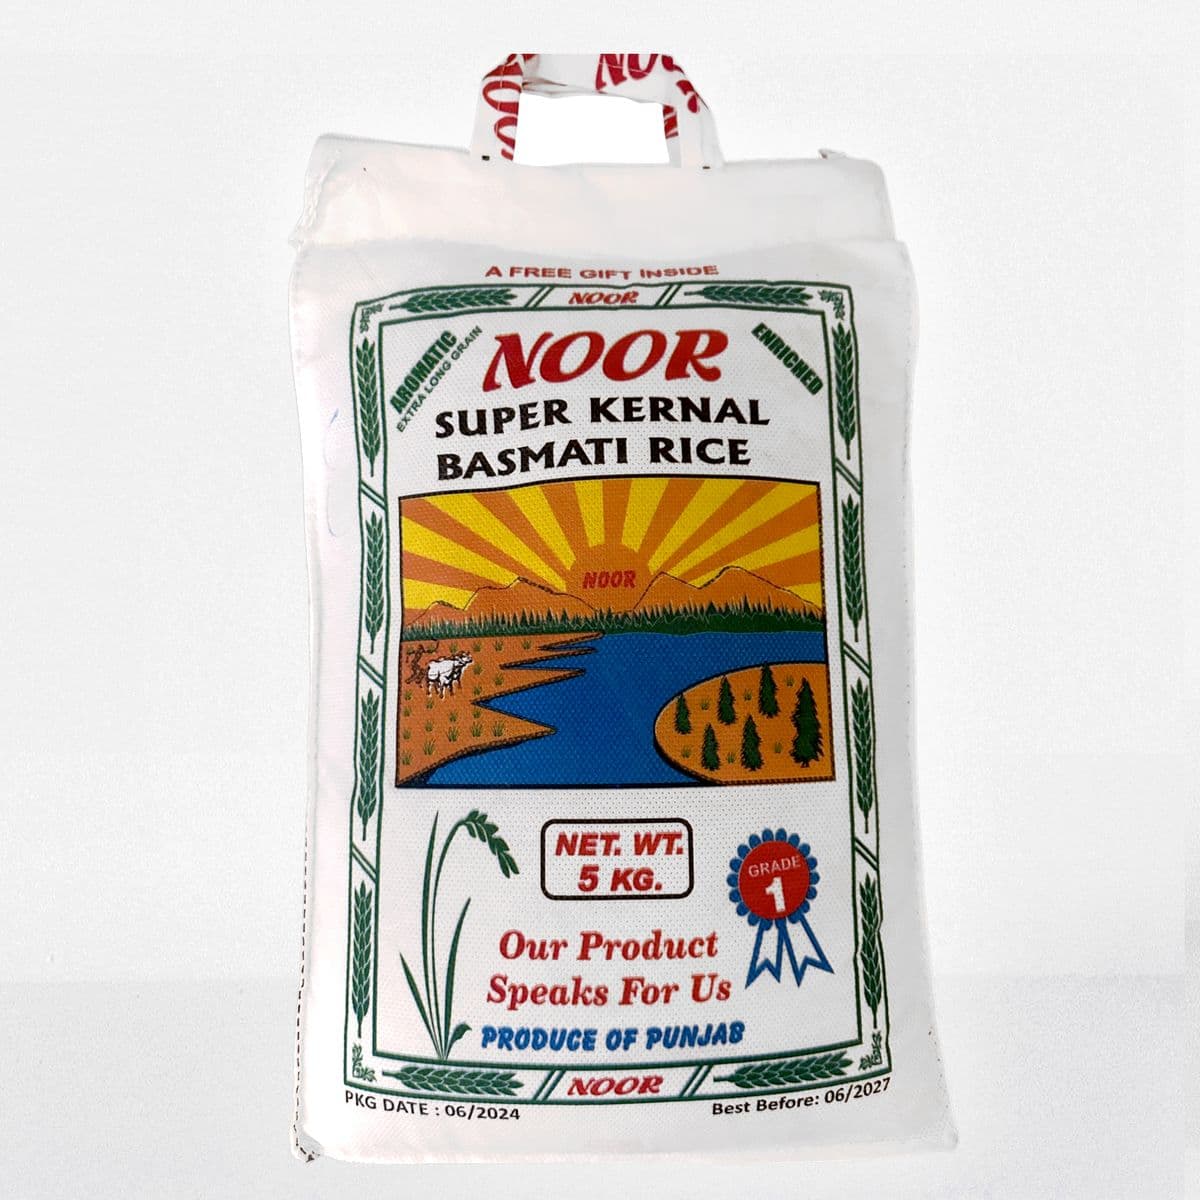 NOOR
A FREE GIFT INSIDE
NOOR
AROMATIC
EXTRA LONG GRAIN
NOOR
ENRICHED
SUPER KERNAL
BASMATI RICE
NOOR
NET. WT.
5 KG.
GRADE
1
Our Product
Speaks For Us
PRODUCE OF PUNJAB
NOOR
PKG DATE : 06/2024
Best Before: 06/2027